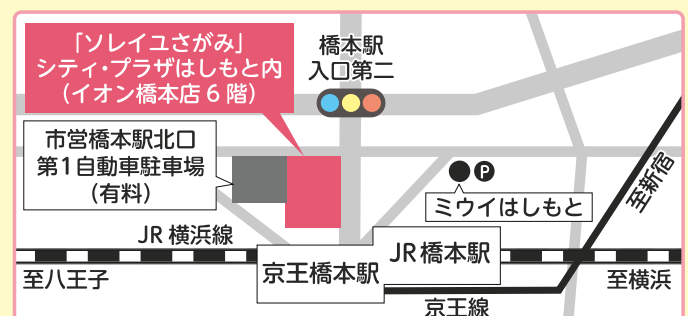 「ソレイユさがみ」
シティ・プラザはしもと内
（イオン橋本店6階）
橋本駅
入口第二
市営橋本駅北口
第1自動車駐車場
（有料）
P
ミウイはしもと
至新宿
JR横浜線
JR橋本駅
京王橋本駅
至八王子
至横浜
京王線